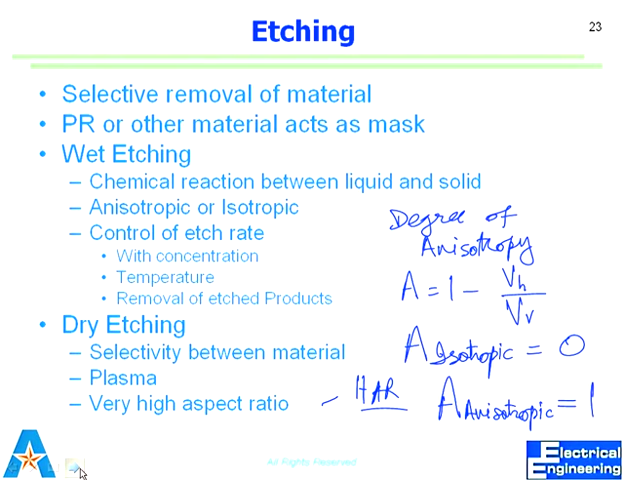 Etching
23
• Selective removal of material
• PR or other material acts as mask
• Wet Etching
– Chemical reaction between liquid and solid
– Anisotropic or Isotropic
– Control of etch rate
• With concentration
• Temperature
• Removal of etched Products
• Dry Etching
– Selectivity between material
– Plasma
– Very high aspect ratio
Degree of
Anisotropy
A = 1 - Vh / Vv
A Isotropic = 0
– HAR
A Anisotropic = 1
All Rights Reserved
Electrical
Engineering